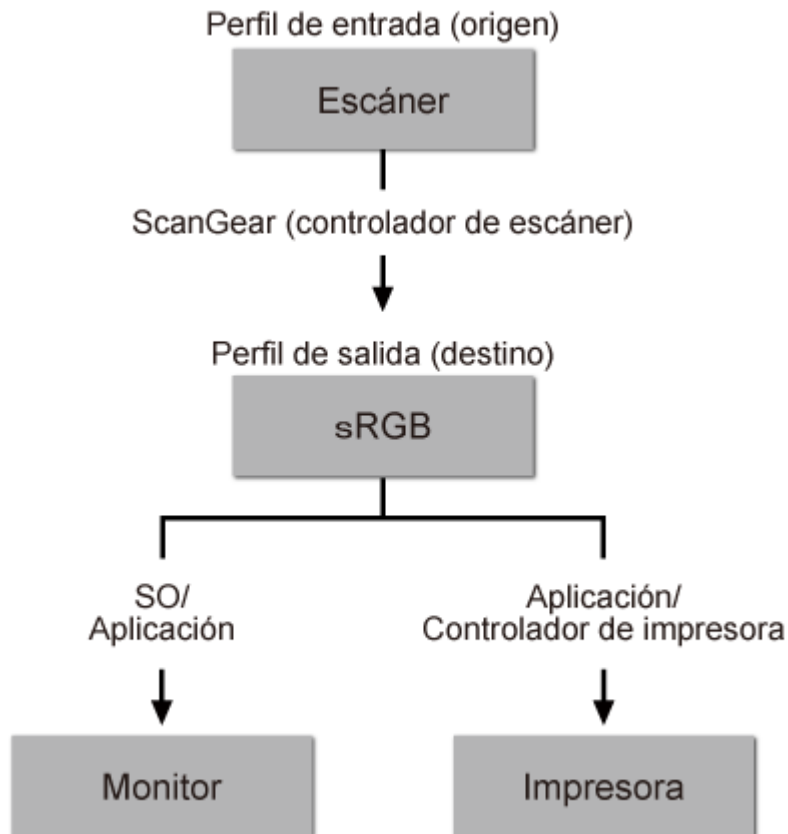 Perfil de entrada (origen)
Escáner
ScanGear (controlador de escáner)
Perfil de salida (destino)
sRGB
SO/
Aplicación
Aplicación/
Controlador de impresora
Monitor
Impresora